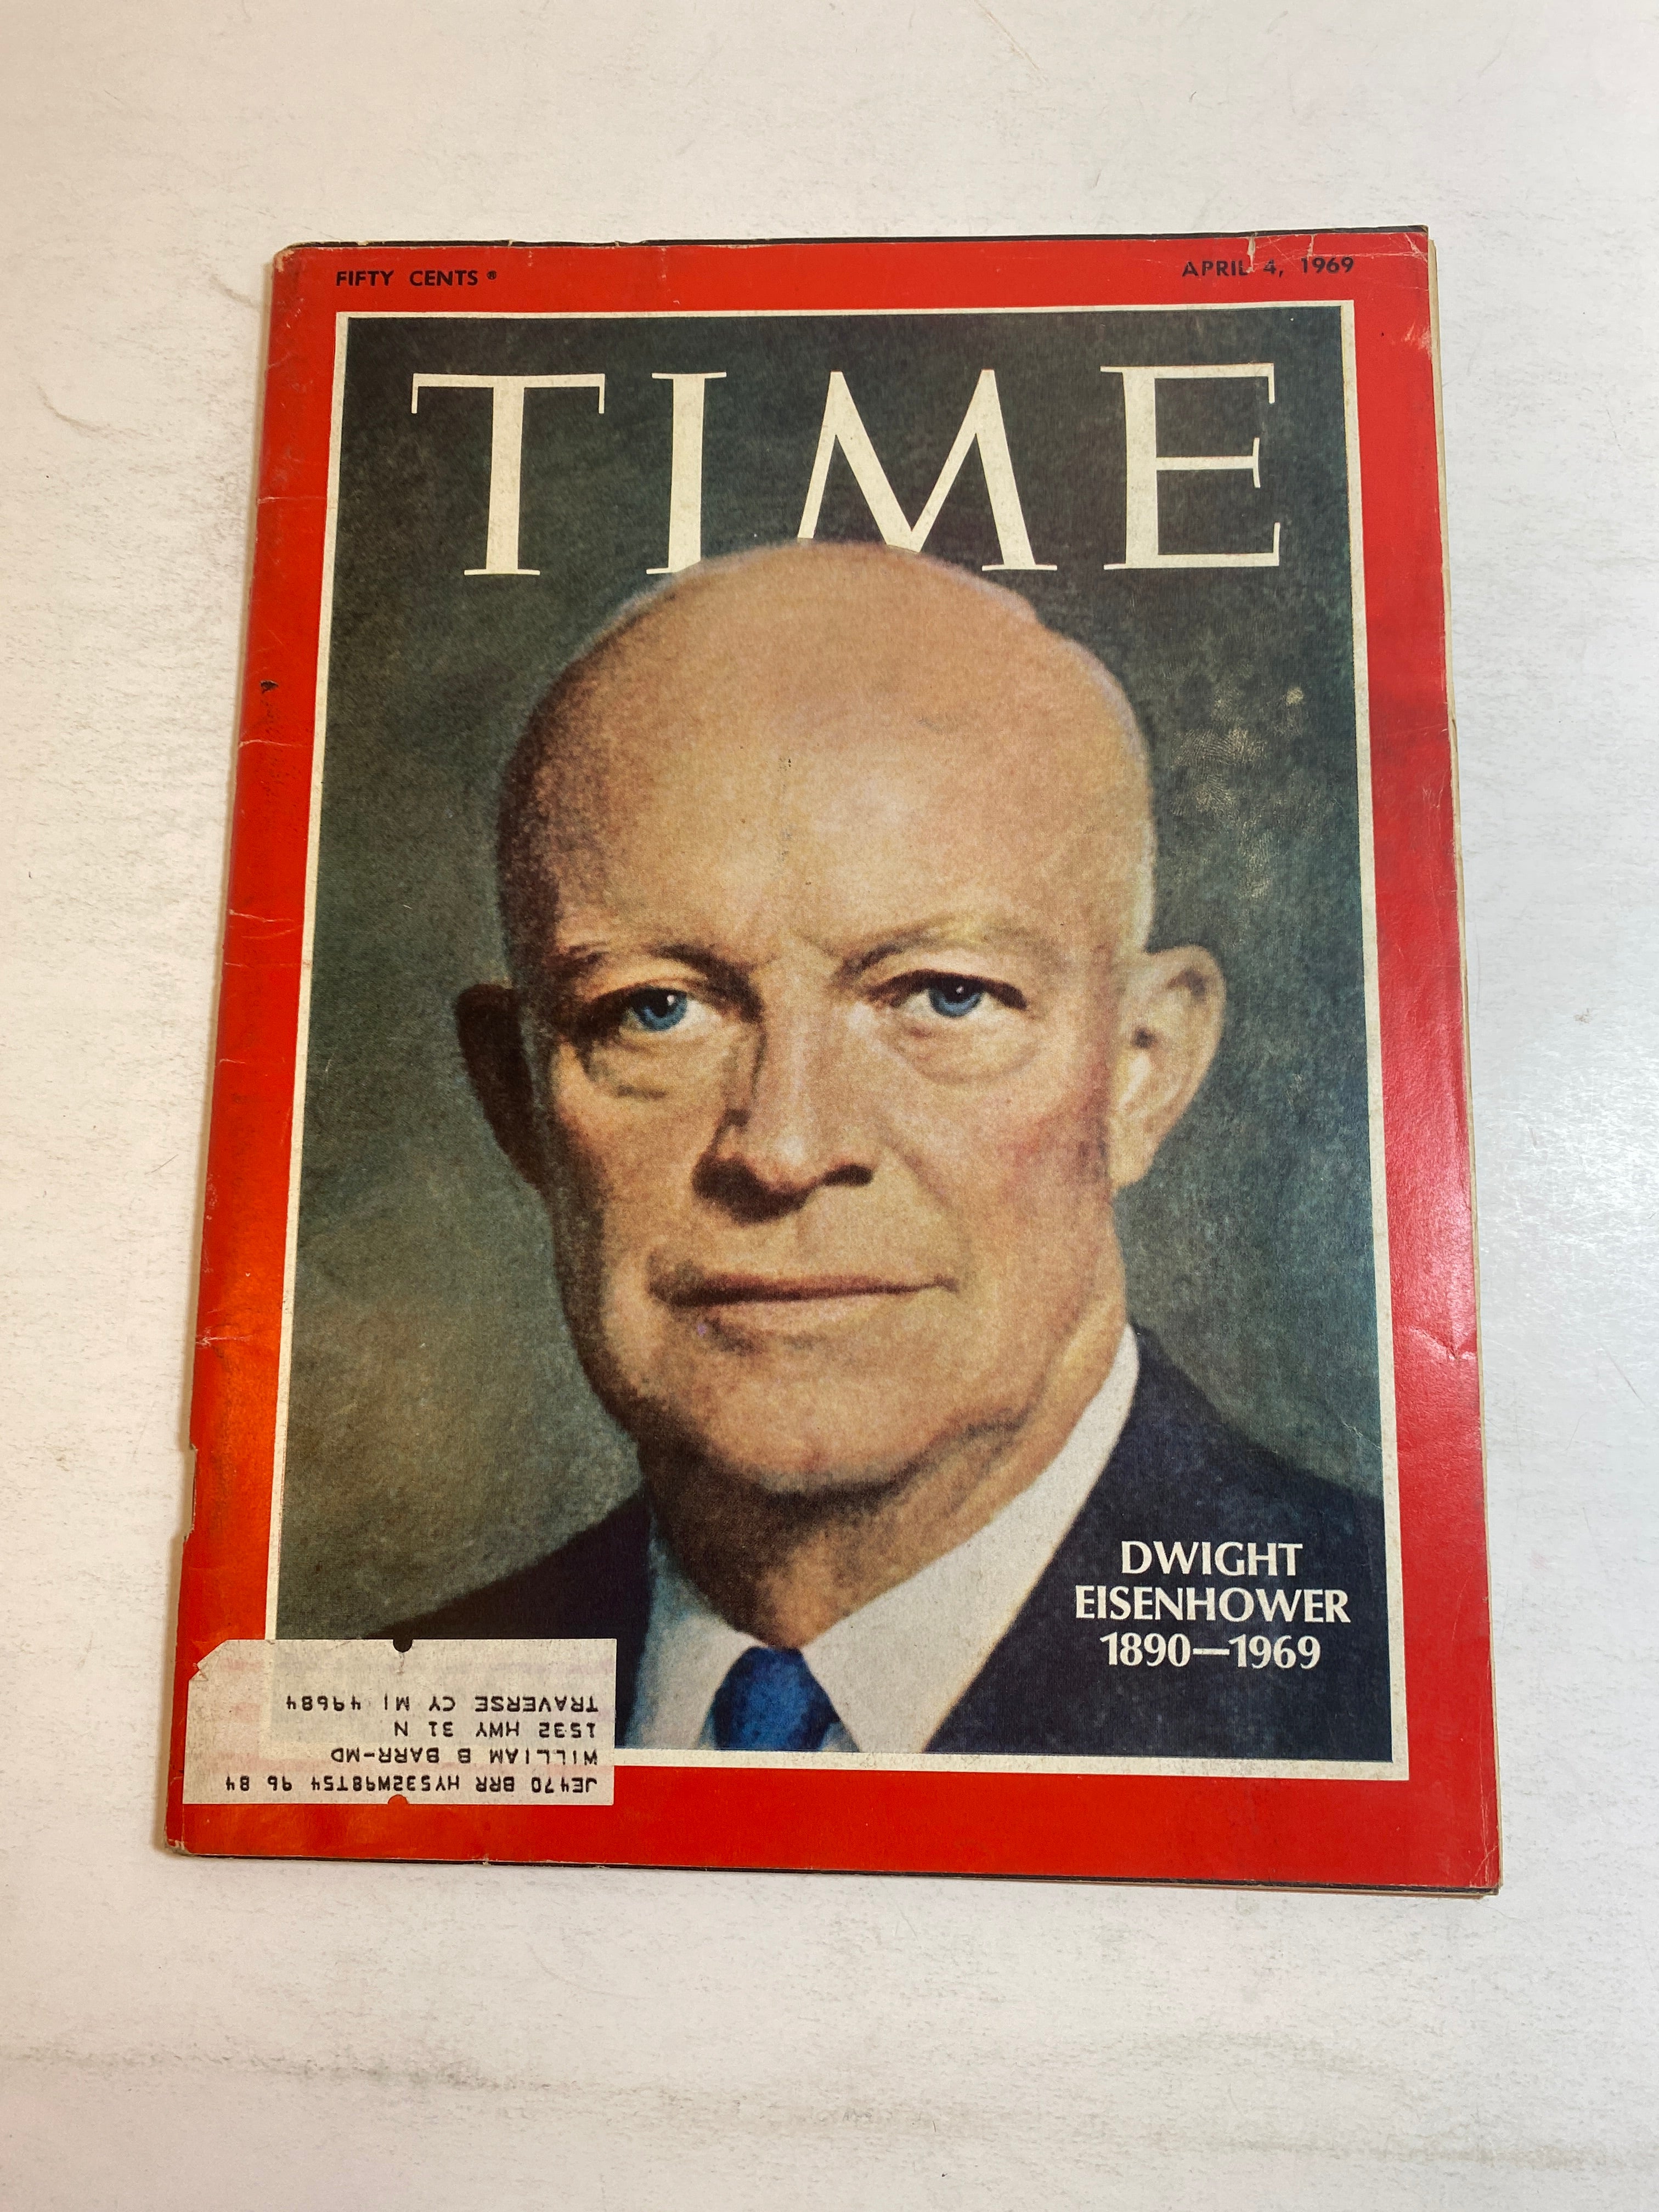 FIFTY CENTS ®
APRIL 4, 1969
TIME
DWIGHT
EISENHOWER
1890—1969
JE470 BRR HY532W98T54 96 84
WILLIAM B BARR-MD
1532 HWY 31 N
TRAVERSE CY MI 49684